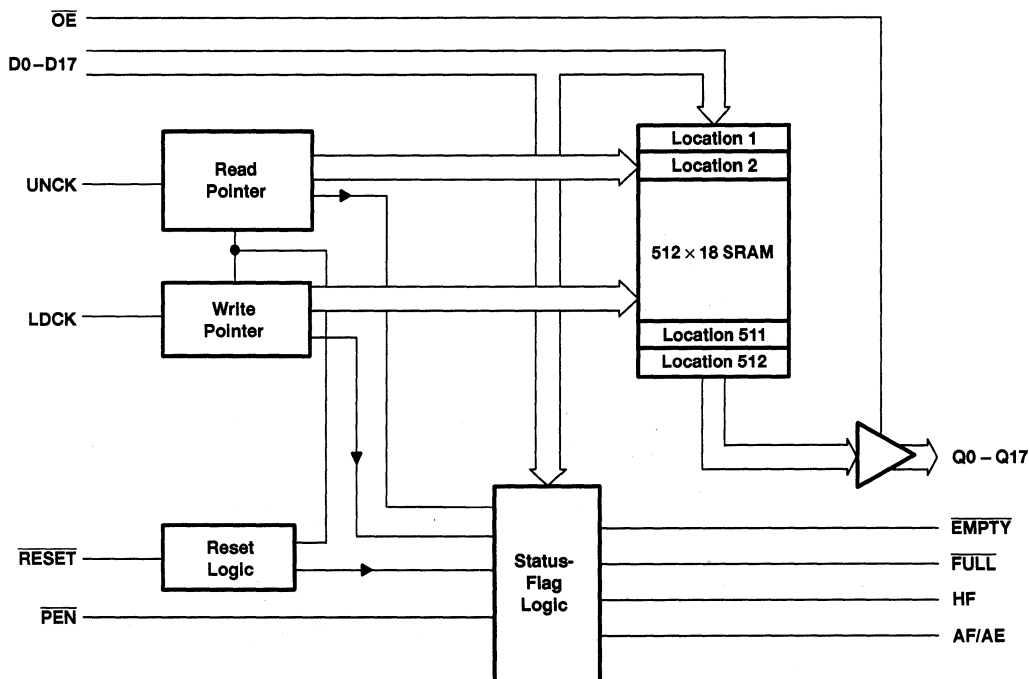 OE
D0–D17
Location 1
Location 2
Read
Pointer
UNCK
512 × 18 SRAM
Write
Pointer
LDCK
Location 511
Location 512
Q0 – Q17
RESET
Reset
Logic
Status-
Flag
Logic
EMPTY
FULL
HF
PEN
AF/AE